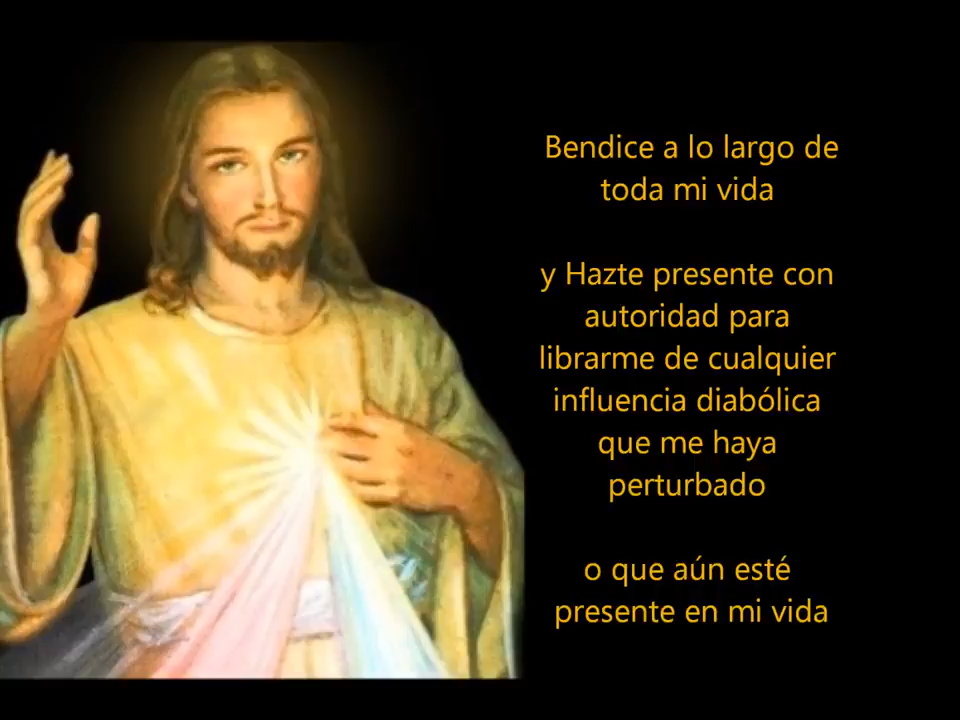 Bendice a lo largo de
toda mi vida
y Hazte presente con
autoridad para
librarme de cualquier
influencia diabólica
que me haya
perturbado
o que aún esté
presente en mi vida